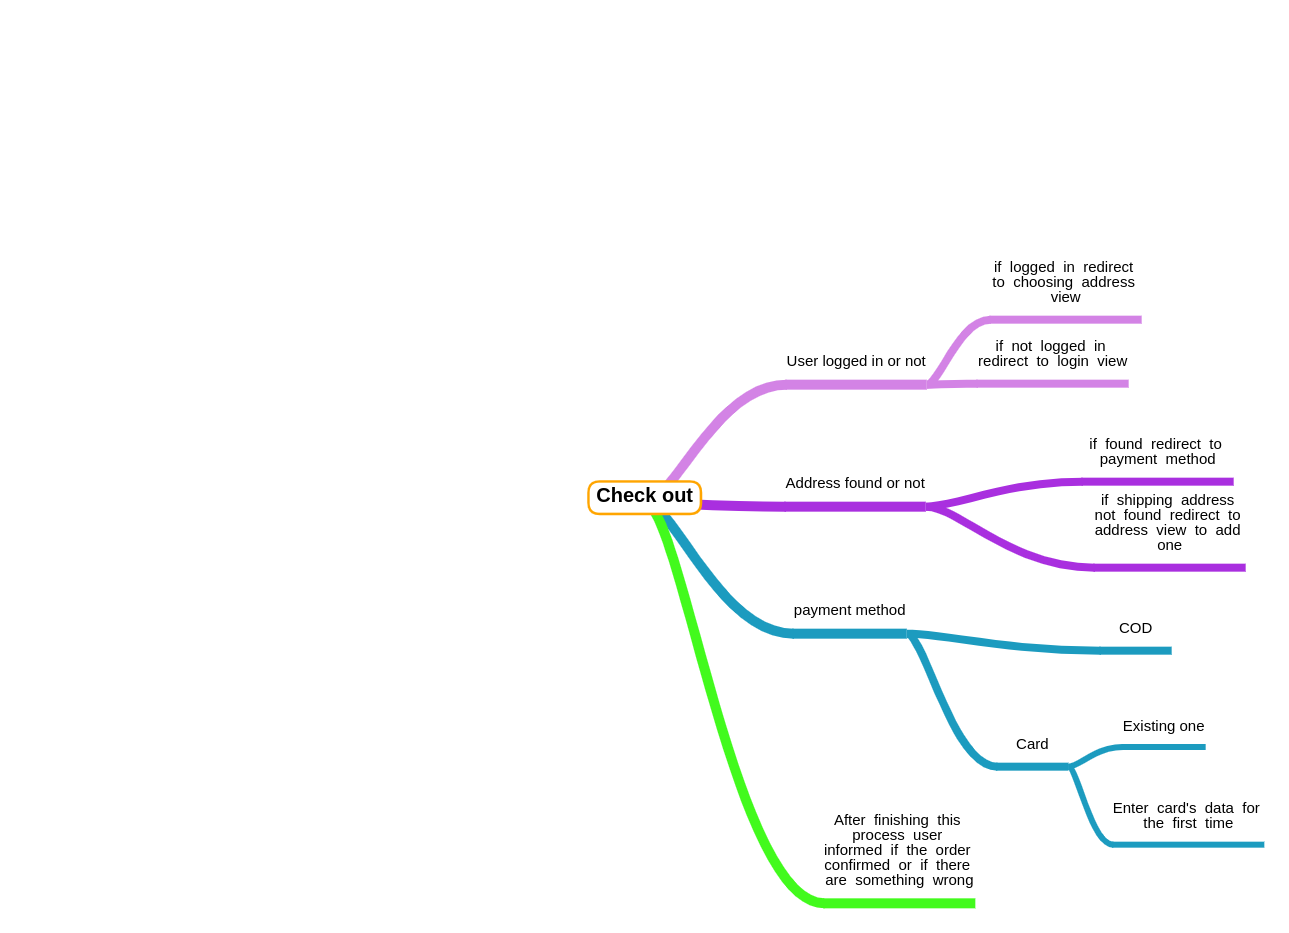 Check out
User logged in or not
if logged in redirect
to choosing address
view
if not logged in
redirect to login view
Address found or not
if found redirect to
payment method
if shipping address
not found redirect to
address view to add
one
payment method
COD
Card
Existing one
Enter card's data for
the first time
After finishing this
process user
informed if the order
confirmed or if there
are something wrong